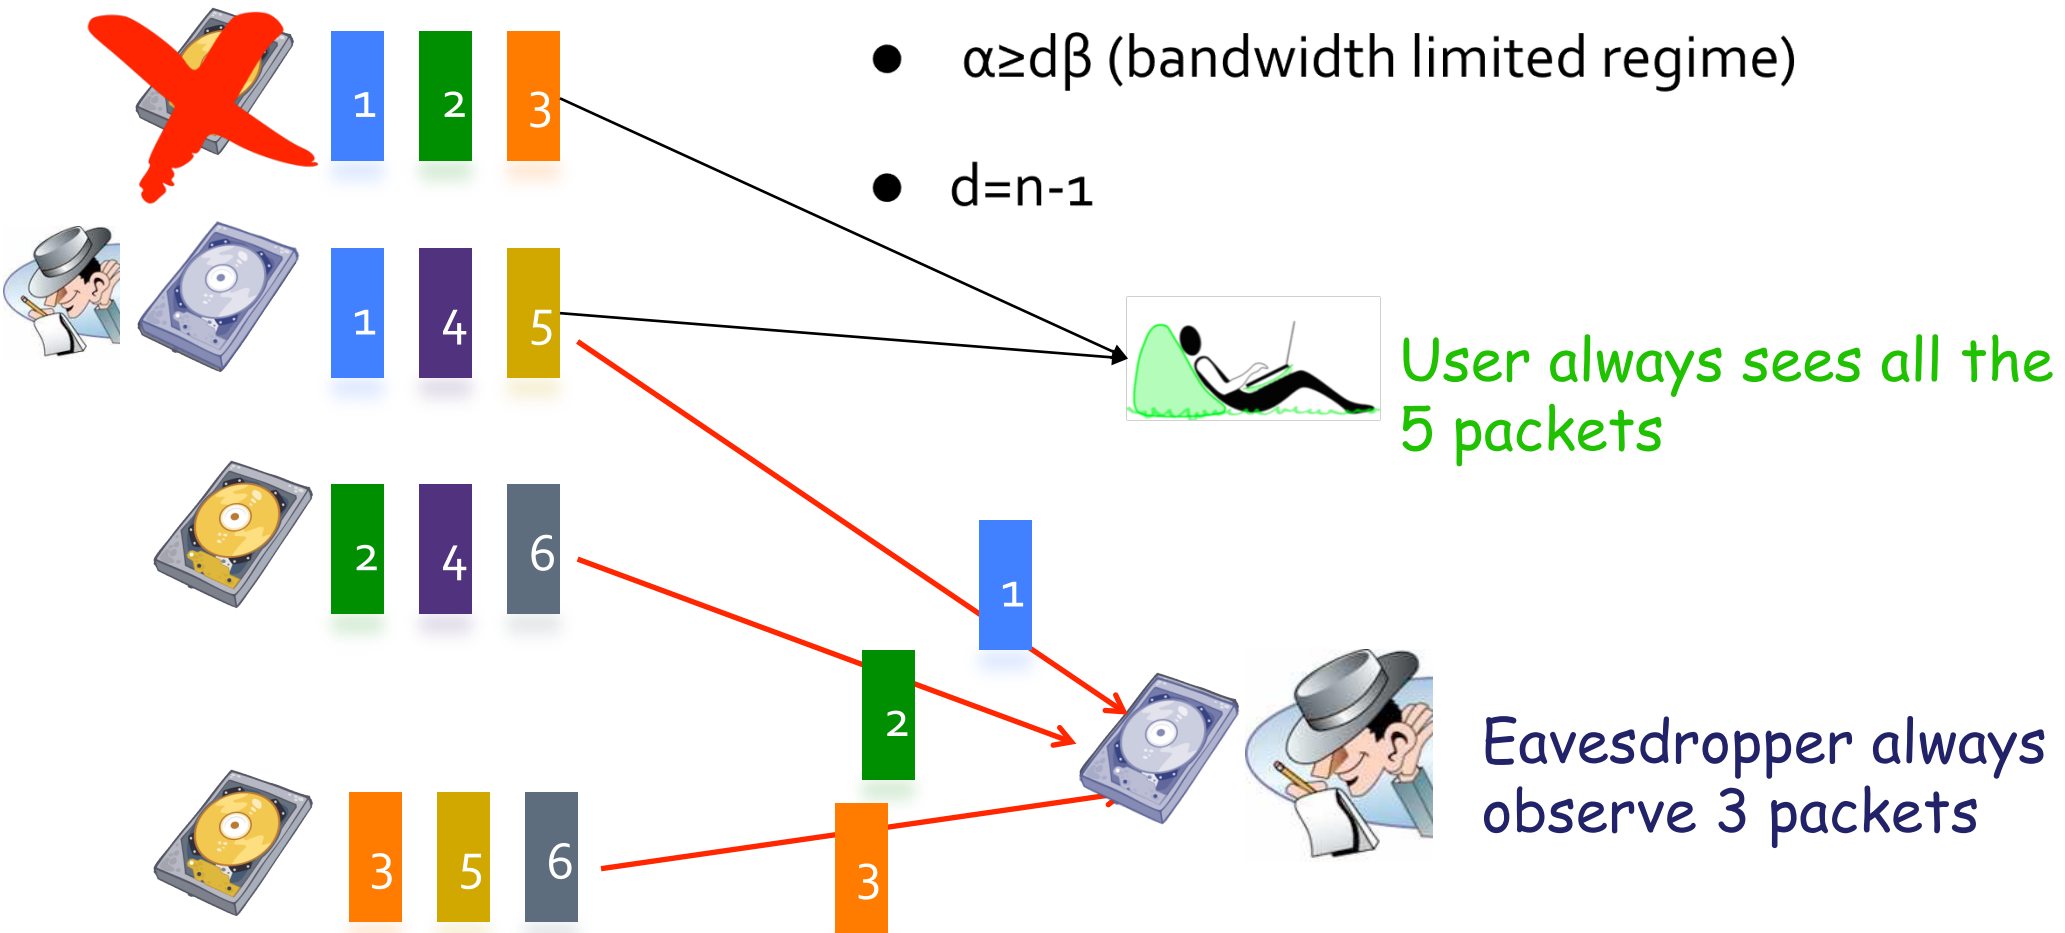 1 2 3
● α≥dβ (bandwidth limited regime)
● d=n-1
1 4 5
User always sees all the
5 packets
2 4 6
1
2
Eavesdropper always
observe 3 packets
3 5 6
3